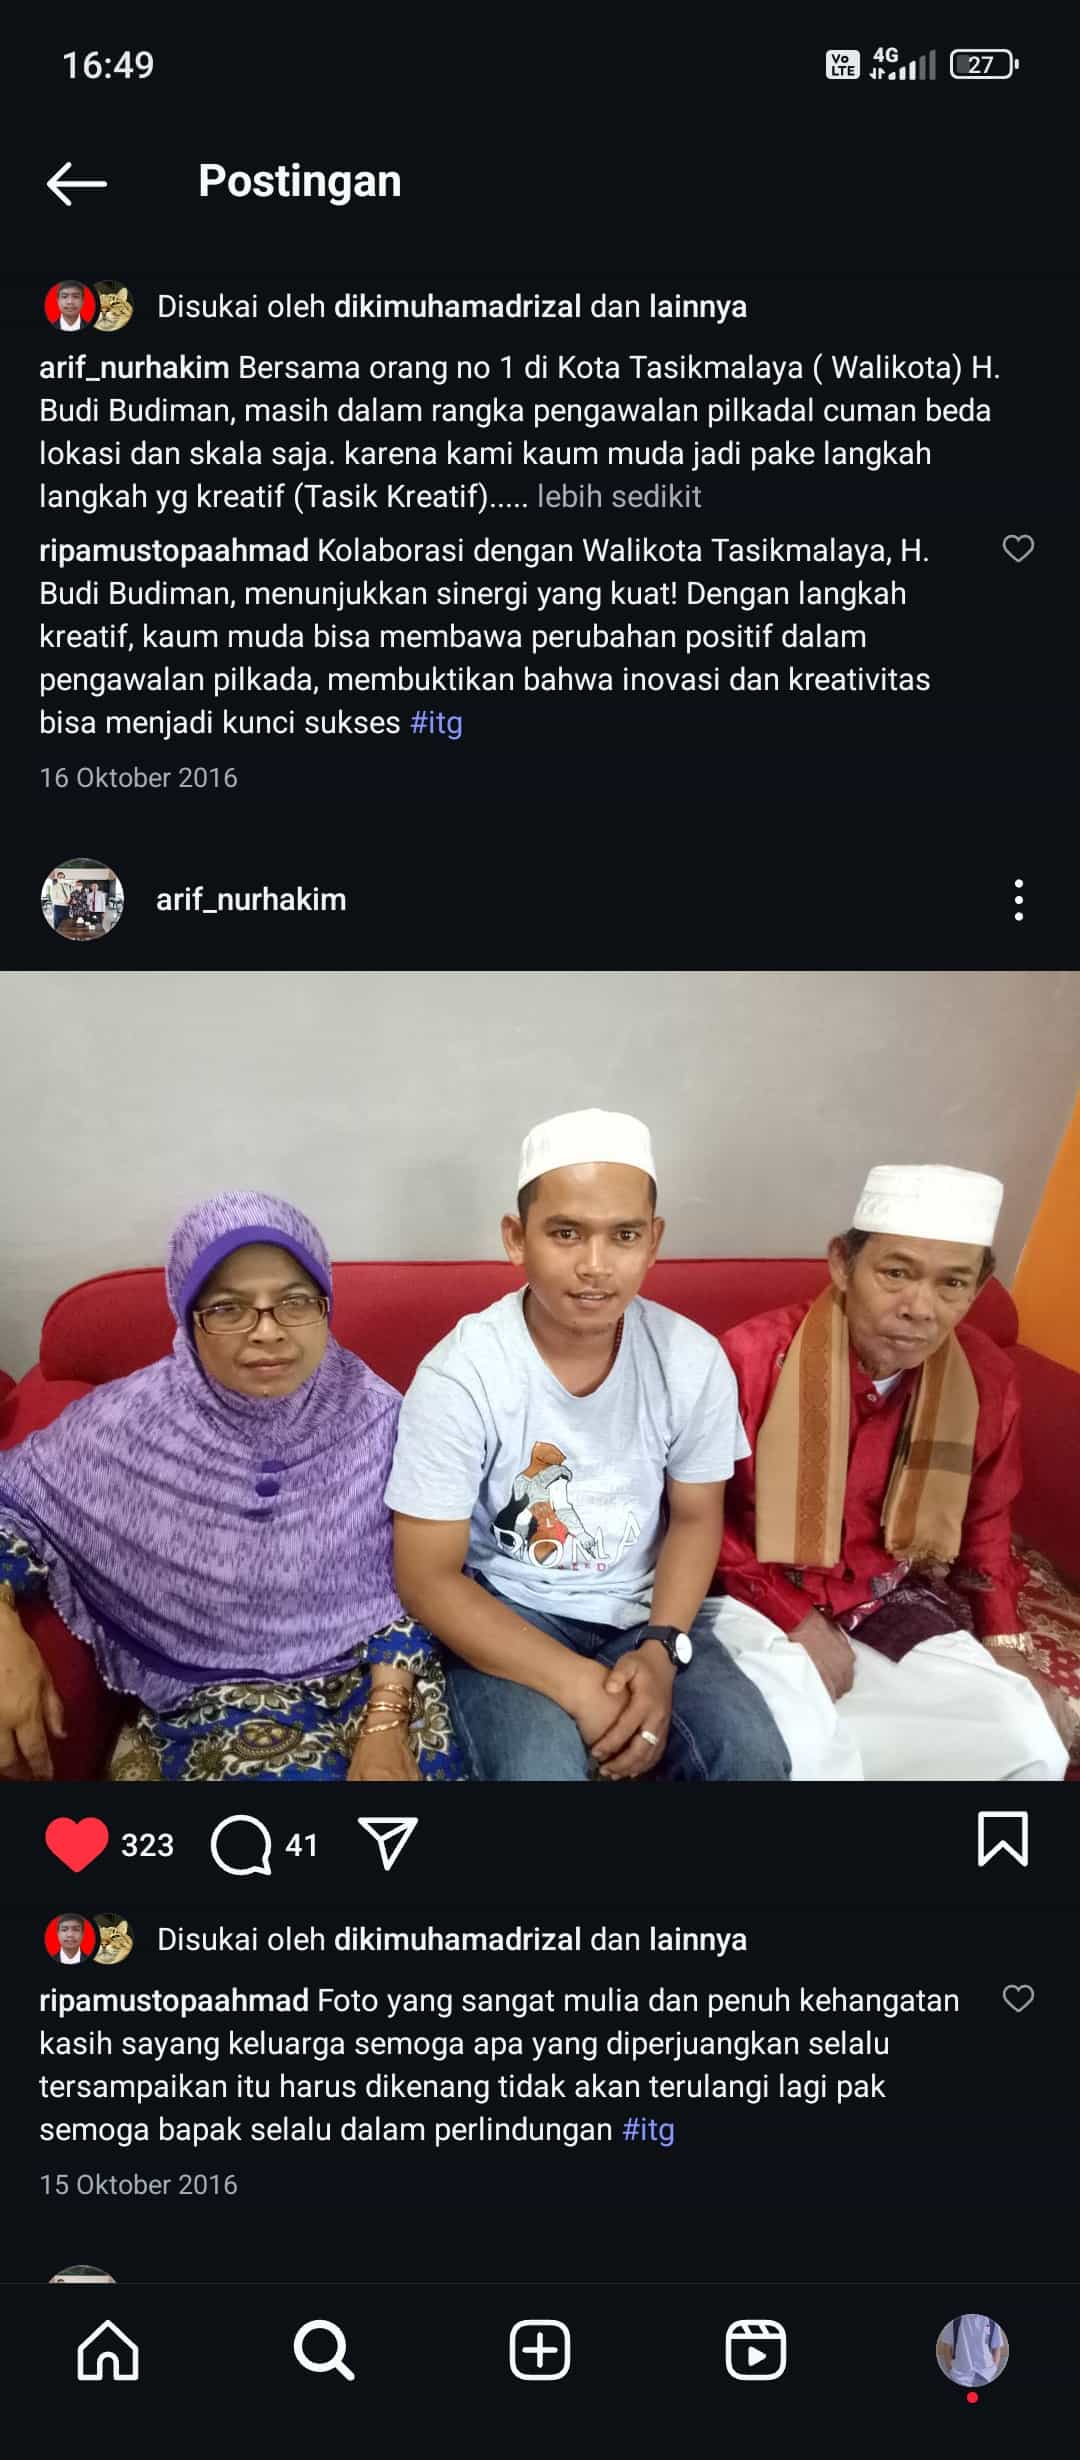 16:49
Vo LTE 4G 27
Postingan
Disukai oleh dikimuhamadrizal dan lainnya
arif_nurhakim Bersama orang no 1 di Kota Tasikmalaya ( Walikota) H.
Budi Budiman, masih dalam rangka pengawalan pilkadal cuman beda
lokasi dan skala saja. karena kami kaum muda jadi pake langkah
langkah yg kreatif (Tasik Kreatif)..... lebih sedikit
ripamustopaahmad Kolaborasi dengan Walikota Tasikmalaya, H.
Budi Budiman, menunjukkan sinergi yang kuat! Dengan langkah
kreatif, kaum muda bisa membawa perubahan positif dalam
pengawalan pilkada, membuktikan bahwa inovasi dan kreativitas
bisa menjadi kunci sukses #itg
16 Oktober 2016
arif_nurhakim
323 41
Disukai oleh dikimuhamadrizal dan lainnya
ripamustopaahmad Foto yang sangat mulia dan penuh kehangatan
kasih sayang keluarga semoga apa yang diperjuangkan selalu
tersampaikan itu harus dikenang tidak akan terulangi lagi pak
semoga bapak selalu dalam perlindungan #itg
15 Oktober 2016